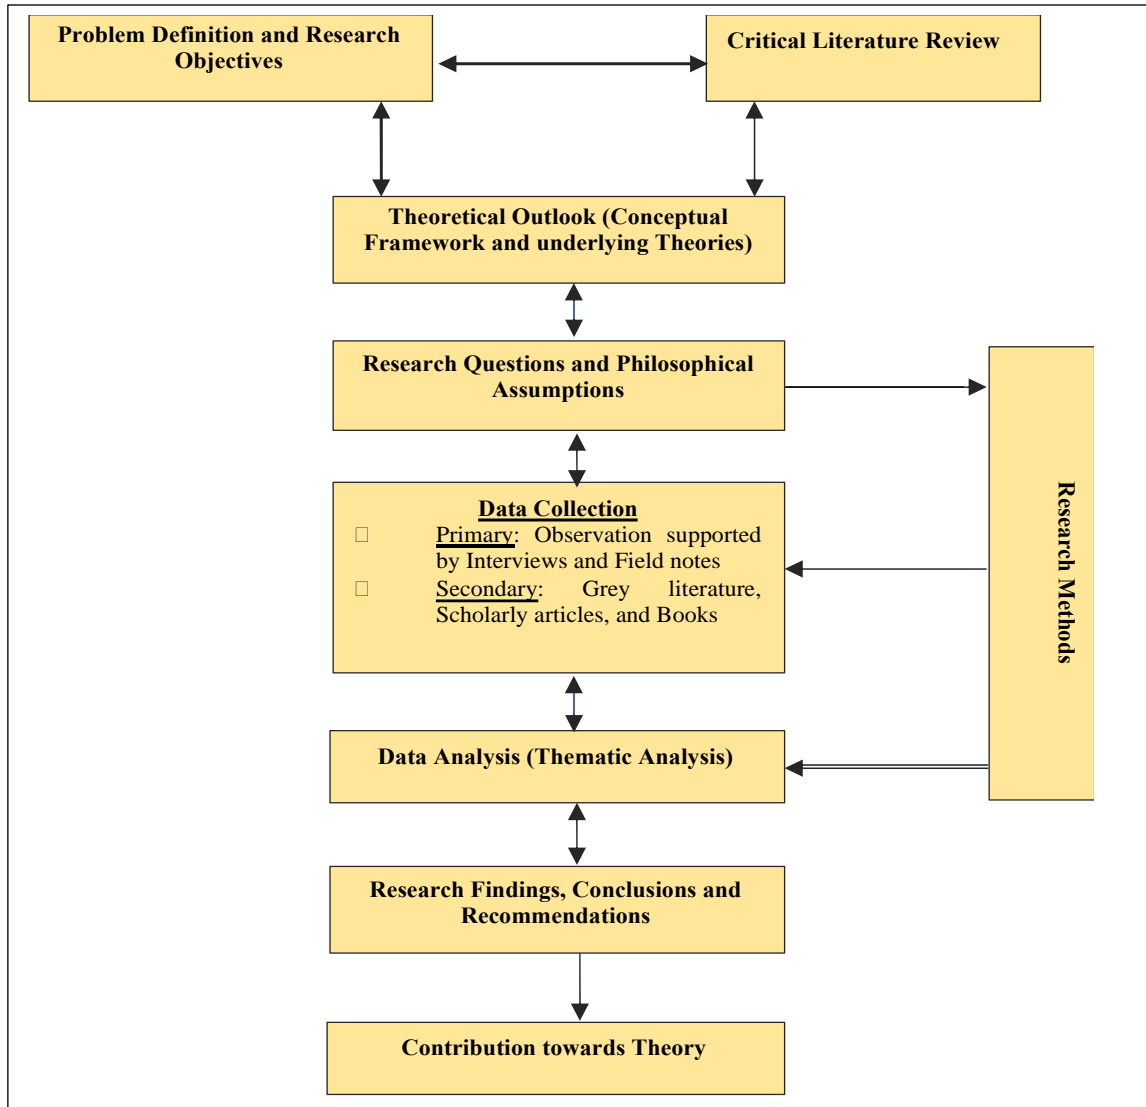 Problem Definition and Research
Objectives
Critical Literature Review
Theoretical Outlook (Conceptual
Framework and underlying Theories)
Research Questions and Philosophical
Assumptions
Data Collection
Primary: Observation supported
by Interviews and Field notes
Secondary: Grey literature,
Scholarly articles, and Books
Research Methods
Data Analysis (Thematic Analysis)
Research Findings, Conclusions and
Recommendations
Contribution towards Theory